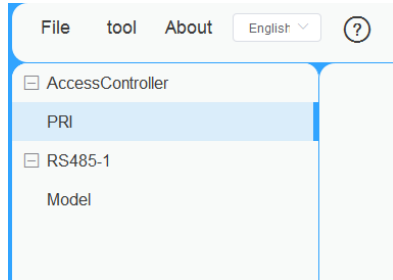 File tool About English ?
AccessController
PRI
RS485-1
Model